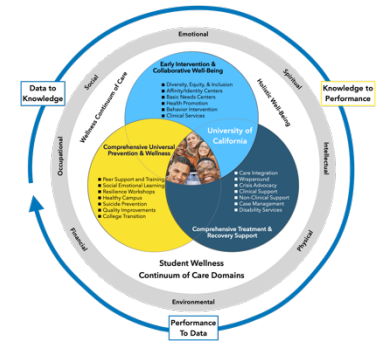 Emotional
Social
Spiritual
Wellness Continuum of Care
Holistic Well-Being
Early Intervention &
Collaborative Well-Being
• Diversity, Equity, & Inclusion
• Affinity/Identity Centers
• Basic Needs Centers
• Health Promotion
• Behavior Intervention
• Clinical Services
Data to
Knowledge
Knowledge to
Performance
University of
California
Occupational
Intellectual
Comprehensive Universal
Prevention & Wellness
• Peer Support and Training
• Social Emotional Learning
• Resilience Workshops
• Healthy Campus
• Suicide Prevention
• Quality Improvements
• College Transition
• Care Integration
• Wraparound
• Crisis Advocacy
• Clinical Support
• Non-Clinical Support
• Case Management
• Disability Services
Comprehensive Treatment &
Recovery Support
Financial
Physical
Student Wellness
Continuum of Care Domains
Environmental
Performance
To Data